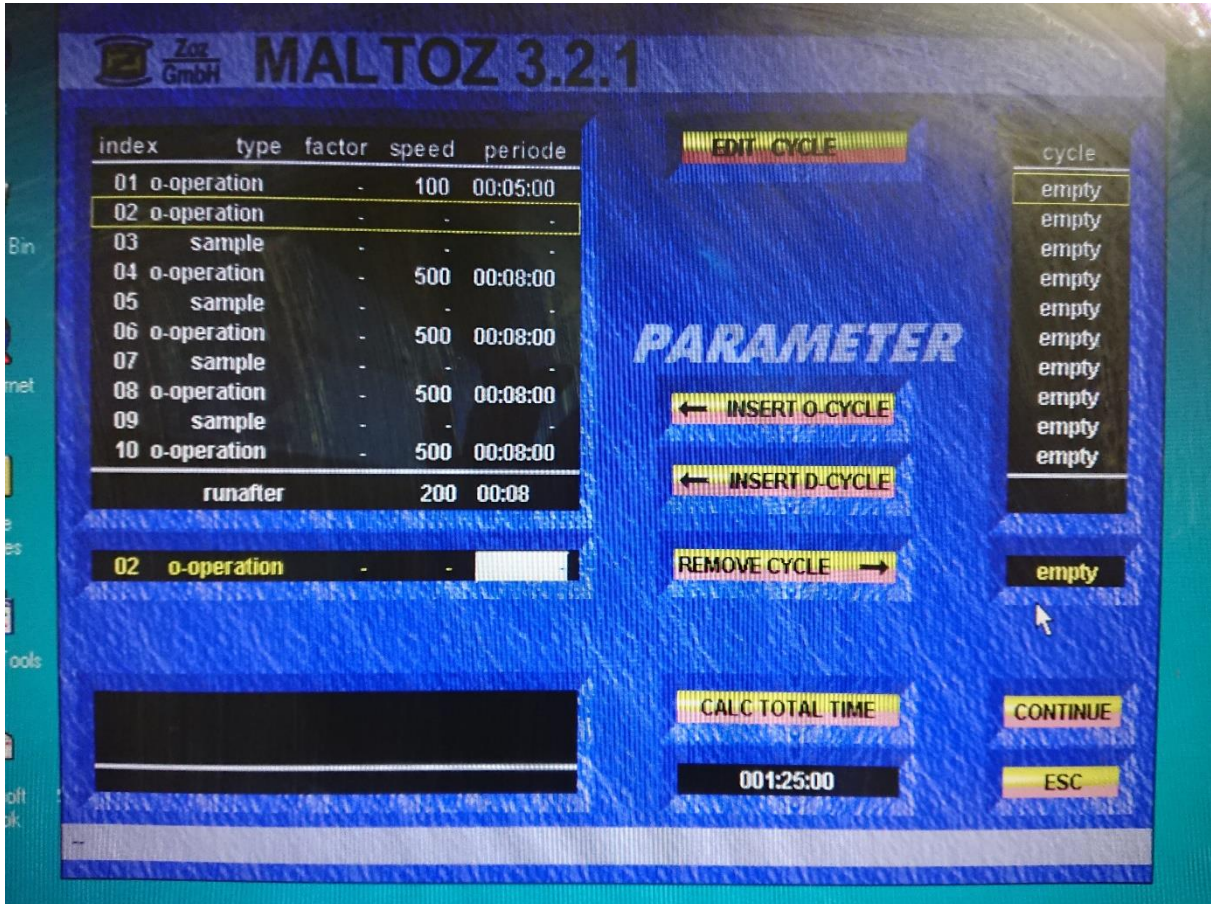 Zoz GmbH MALTOZ 3.2.1
index type factor speed periode
01 o-operation - 100 00:05:00
02 o-operation - - -
03 sample - - -
04 o-operation - 500 00:08:00
05 sample - - -
06 o-operation - 500 00:08:00
07 sample - - -
08 o-operation - 500 00:08:00
09 sample - - -
10 o-operation - 500 00:08:00
runafter 200 00:08
02 o-operation - - -
EDIT CYCLE
PARAMETER
← INSERT O-CYCLE
← INSERT D-CYCLE
REMOVE CYCLE →
CALC TOTAL TIME
001:25:00
cycle
empty
empty
empty
empty
empty
empty
empty
empty
empty
empty
empty
CONTINUE
ESC
Bin
Tools